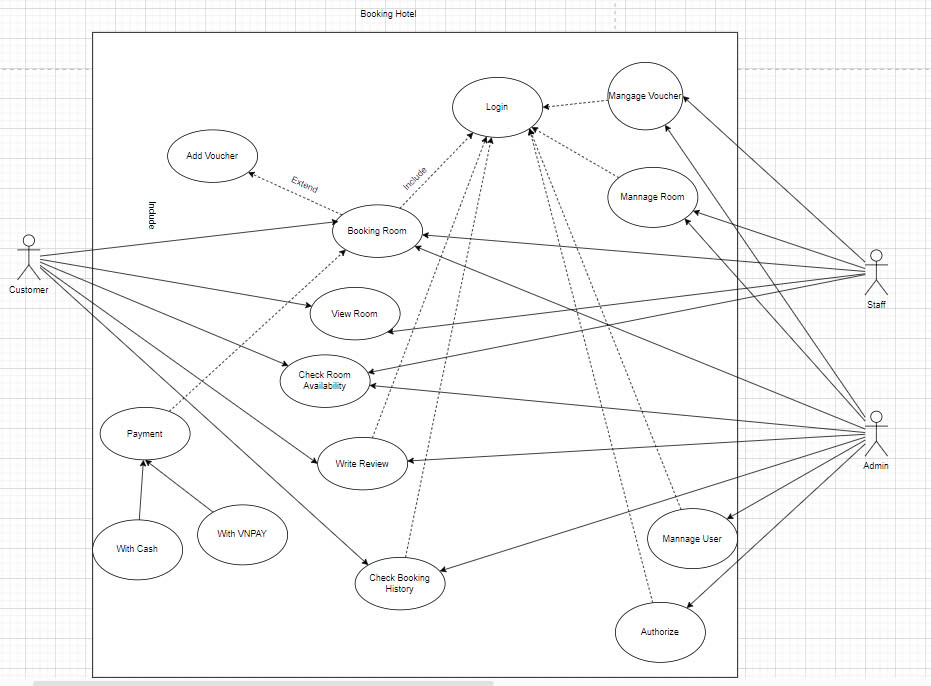 Booking Hotel
Mangage Voucher
Login
Add Voucher
Extend
Include
Mannage Room
Include
Booking Room
Customer
Staff
View Room
Check Room
Availability
Payment
Write Review
Admin
With VNPAY
With Cash
Mannage User
Check Booking
History
Authorize